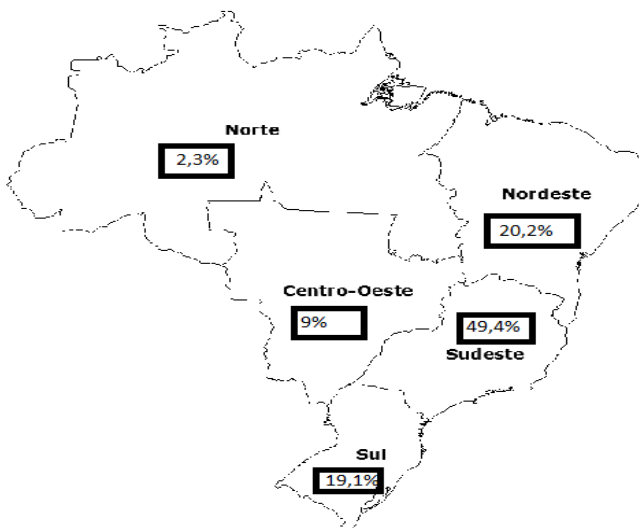 Norte
2,3%
Nordeste
20,2%
Centro-Oeste
9%
49,4%
Sudeste
Sul
19,1%